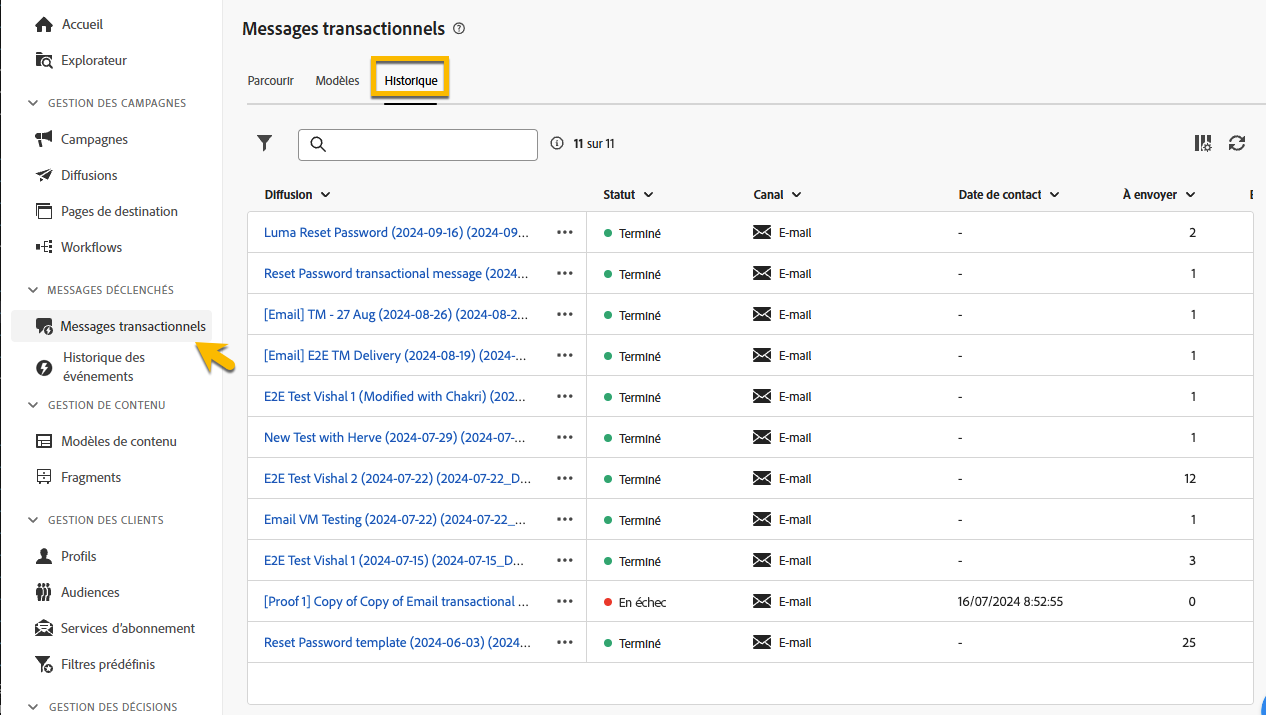 Accueil
Explorateur
GESTION DES CAMPAGNES
Campagnes
Diffusions
Pages de destination
Workflows
MESSAGES DÉCLENCHÉS
Messages transactionnels
Historique des
événements
GESTION DE CONTENU
Modèles de contenu
Fragments
GESTION DES CLIENTS
Profils
Audiences
Services d'abonnement
Filtres prédéfinis
GESTION DES DÉCISIONS
Messages transactionnels
Parcourir Modèles Historique
11 sur 11
Diffusion Statut Canal Date de contact À envoyer
Luma Reset Password (2024-09-16) (2024-09... ••• Terminé E-mail - 2
Reset Password transactional message (2024... ••• Terminé E-mail - 1
[Email] TM - 27 Aug (2024-08-26) (2024-08-2... ••• Terminé E-mail - 1
[Email] E2E TM Delivery (2024-08-19) (2024-... ••• Terminé E-mail - 1
E2E Test Vishal 1 (Modified with Chakri) (202... ••• Terminé E-mail - 1
New Test with Herve (2024-07-29) (2024-07-... ••• Terminé E-mail - 1
E2E Test Vishal 2 (2024-07-22) (2024-07-22_D... ••• Terminé E-mail - 12
Email VM Testing (2024-07-22) (2024-07-22_... ••• Terminé E-mail - 1
E2E Test Vishal 1 (2024-07-15) (2024-07-15_D... ••• Terminé E-mail - 3
[Proof 1] Copy of Copy of Email transactional ... ••• En échec E-mail 16/07/2024 8:52:55 0
Reset Password template (2024-06-03) (2024... ••• Terminé E-mail - 25